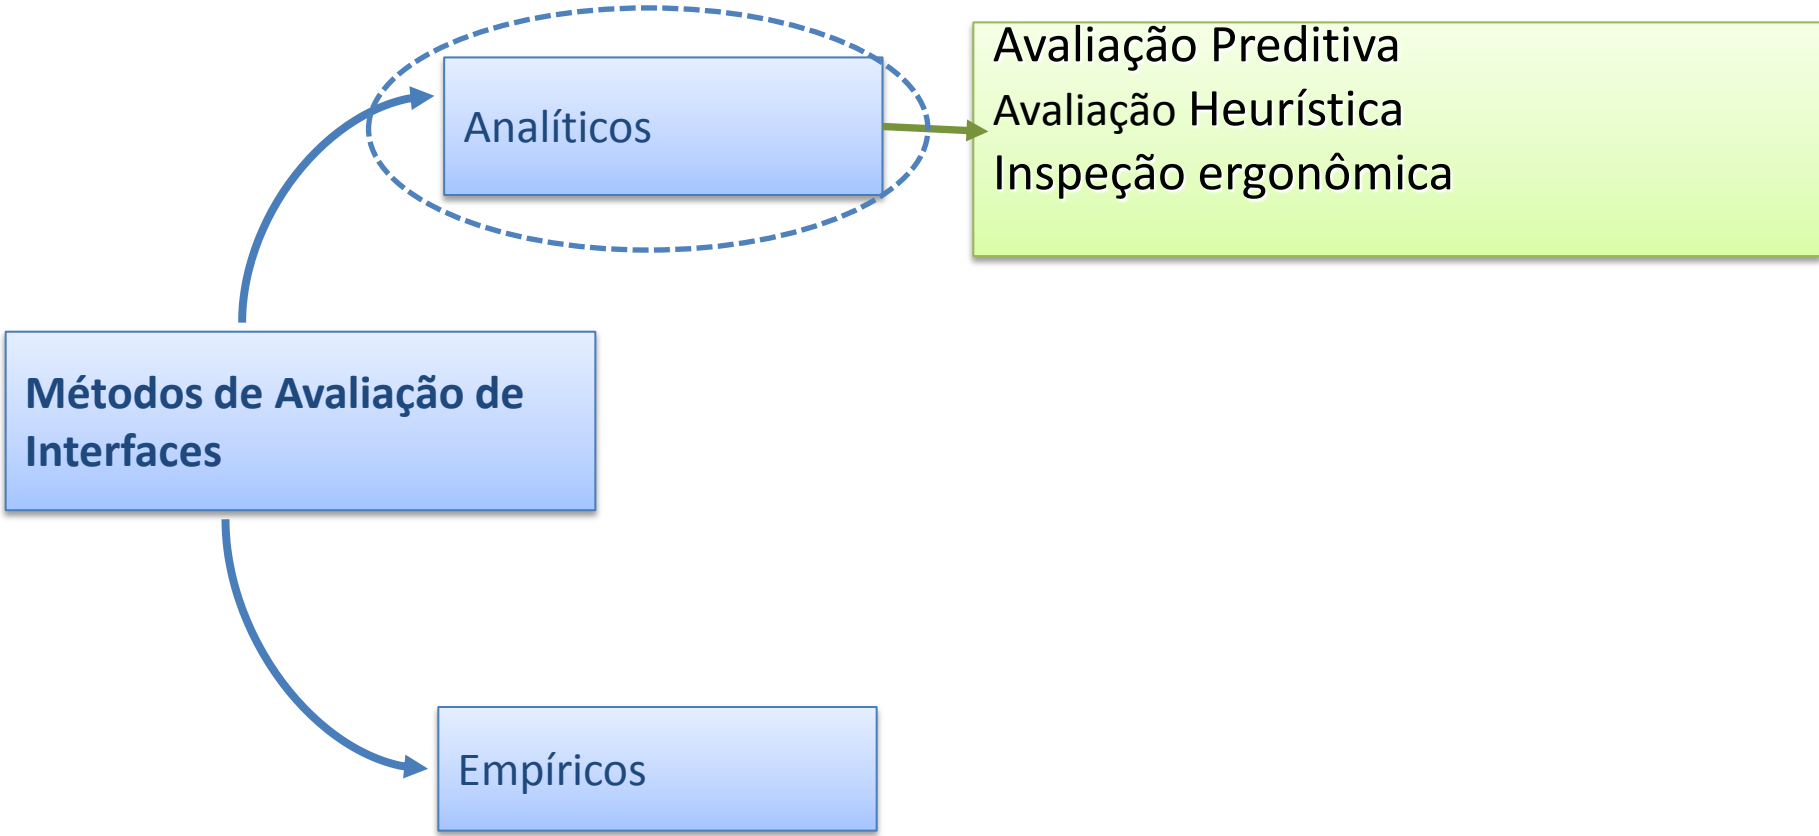 Analíticos
Avaliação Preditiva
Avaliação Heurística
Inspeção ergonômica
Métodos de Avaliação de
Interfaces
Empíricos